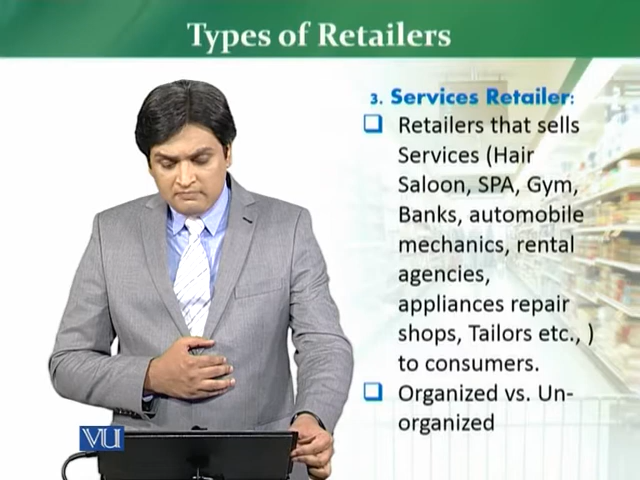 Types of Retailers
3. Services Retailer:
Retailers that sells
Services (Hair
Saloon, SPA, Gym,
Banks, automobile
mechanics, rental
agencies,
appliances repair
shops, Tailors etc., )
to consumers.
Organized vs. Un-
organized
VU